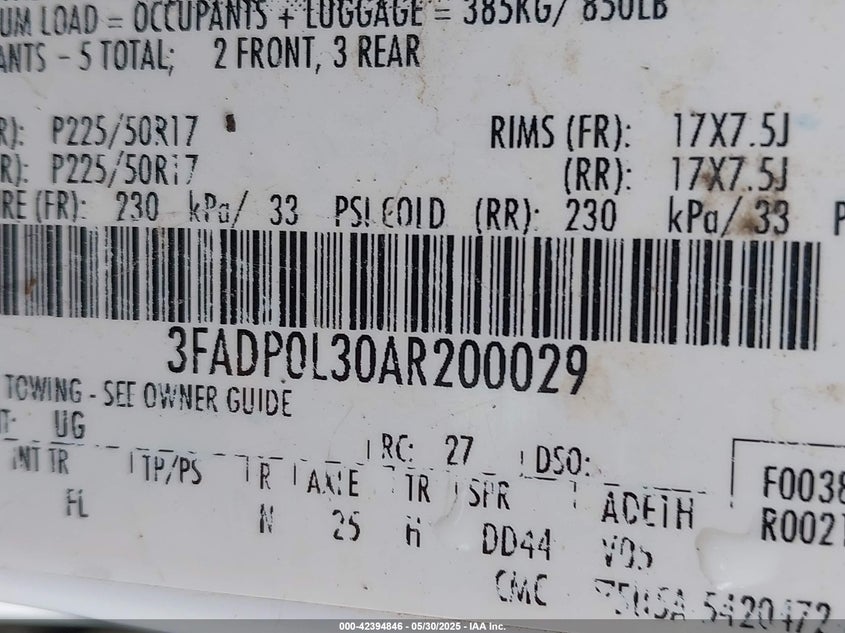 UM LOAD = OCCUPANTS + LUGGAGE = 385KG/ 850LB
ANTS - 5 TOTAL; 2 FRONT, 3 REAR
R): P225/50R17 RIMS (FR): 17X7.5J
R): P225/50R17 (RR): 17X7.5J
RE (FR): 230 kPa/ 33 PSI COLD (RR): 230 kPa/ 33 P
3FADP0L30AR200029
TOWING - SEE OWNER GUIDE
T: UG
RC: 27 DSO:
INT TR TP/PS R AXLE TR SPR
FL N 25 H DD44
F0038
R0021
CMC 5420472
000-42394846 - 05/30/2025 - IAA Inc.